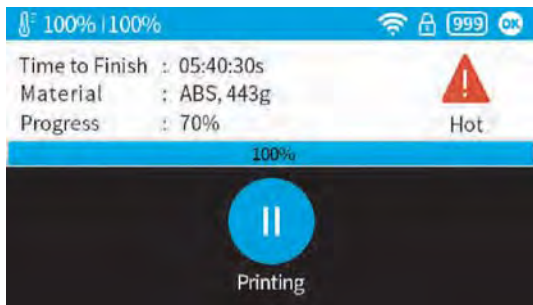 100% | 100% 999 OK
Time to Finish : 05:40:30s
Material : ABS, 443g
Progress : 70%
Hot
100%
Printing